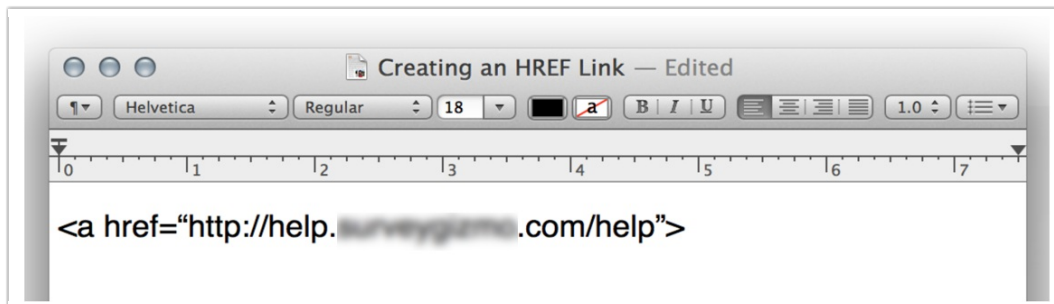 Creating an HREF Link — Edited
¶ Helvetica Regular 18 a B I U 1.0
0 1 2 3 4 5 6 7
<a href=“http://help. .com/help”>